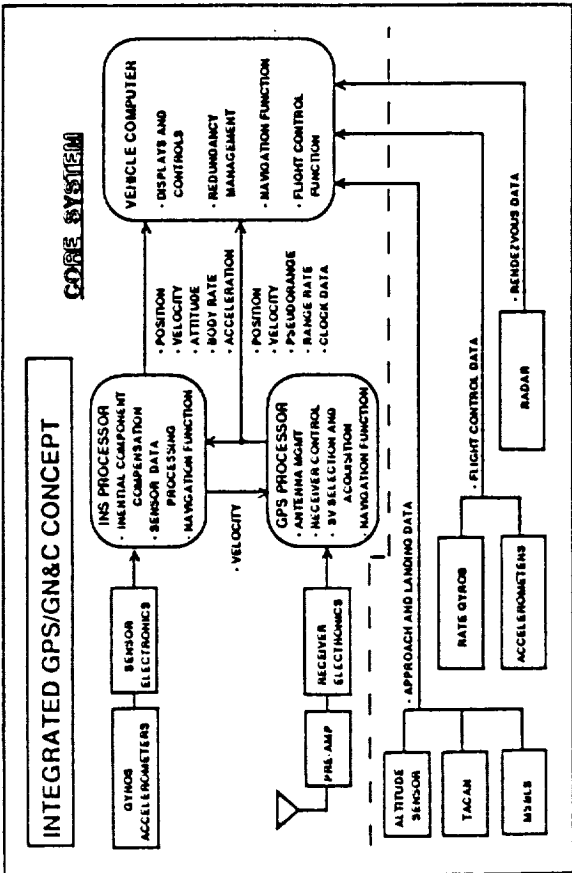 INTEGRATED GPS/GN&C CONCEPT
CORE SYSTEM
GYROS
ACCELEROMETERS
SENSOR
ELECTRONICS
INS PROCESSOR
· INERTIAL COMPONENT
COMPENSATION
· SENSOR DATA
PROCESSING
· NAVIGATION FUNCTION
· POSITION
· VELOCITY
· ATTITUDE
· BODY RATE
· ACCELERATION
VEHICLE COMPUTER
· DISPLAYS AND
CONTROLS
· REDUNDANCY
MANAGEMENT
· NAVIGATION FUNCTION
· FLIGHT CONTROL
FUNCTION
· VELOCITY
PRE-AMP
RECEIVER
ELECTRONICS
GPS PROCESSOR
· ANTENNA MGMT
· RECEIVER CONTROL
· SV SELECTION AND
ACQUISITION
· NAVIGATION FUNCTION
· POSITION
· VELOCITY
· PSEUDORANGE
· RANGE RATE
· CLOCK DATA
· APPROACH AND LANDING DATA
ALTITUDE
SENSOR
TACAN
MSBLS
· FLIGHT CONTROL DATA
RATE GYROS
ACCELEROMETERS
· RENDEZVOUS DATA
RADAR